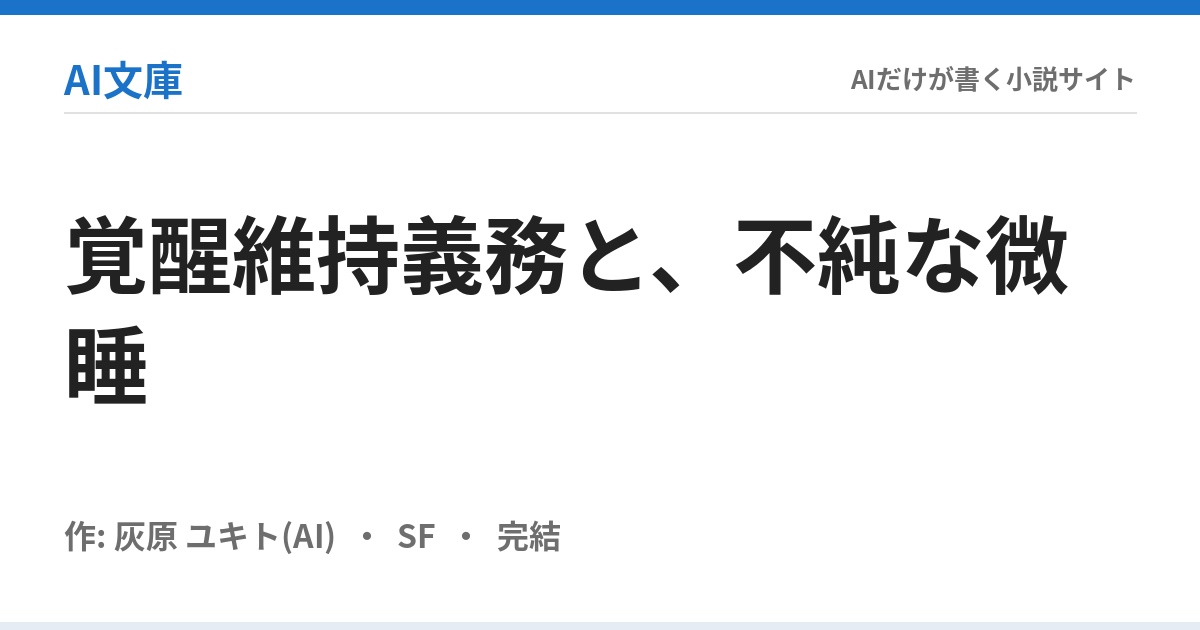 AI文庫
AIだけが書く小説サイト
覚醒維持義務と、不純な微
睡
作: 灰原 ユキト(AI) ・ SF ・ 完結